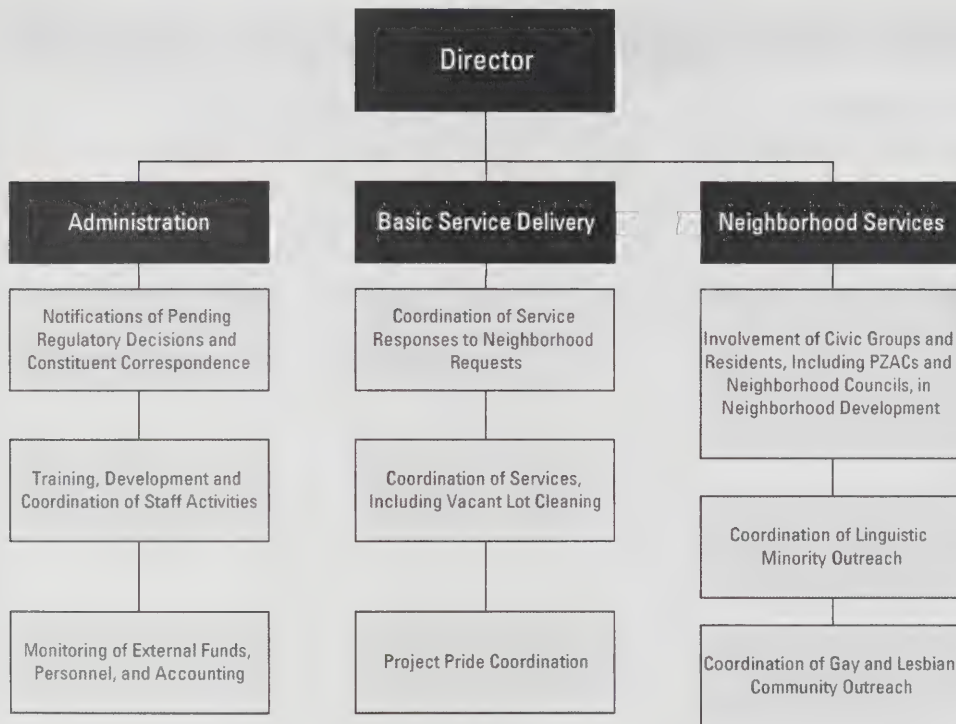 Director
Administration
Notifications of Pending
Regulatory Decisions and
Constituent Correspondence
Training, Development and
Coordination of Staff Activities
Monitoring of External Funds,
Personnel, and Accounting
Basic Service Delivery
Coordination of Service
Responses to Neighborhood
Requests
Coordination of Services,
Including Vacant Lot Cleaning
Project Pride Coordination
Neighborhood Services
Involvement of Civic Groups and
Residents, Including PZACs and
Neighborhood Councils, in
Neighborhood Development
Coordination of Linguistic
Minority Outreach
Coordination of Gay and Lesbian
Community Outreach